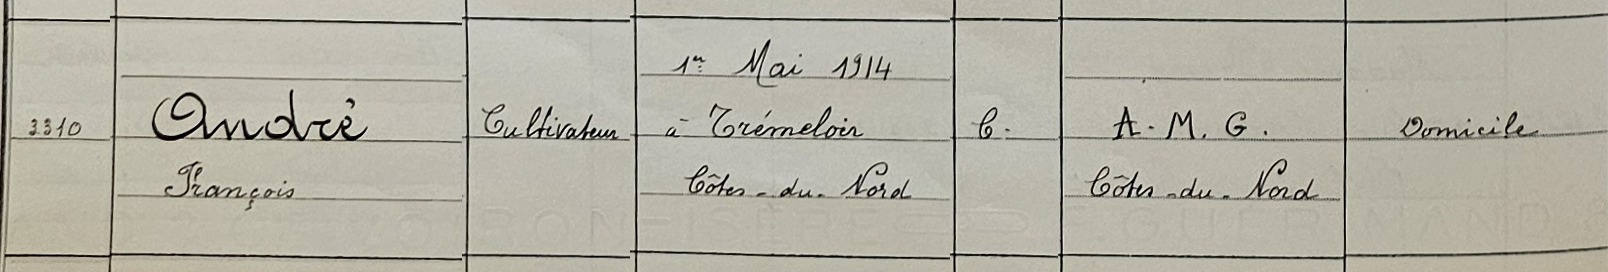 1er Mai 1914
3310 André Cultivateur à Trémeloir C. A. M. G. Domicile
François Côtes-du-Nord Côtes-du-Nord